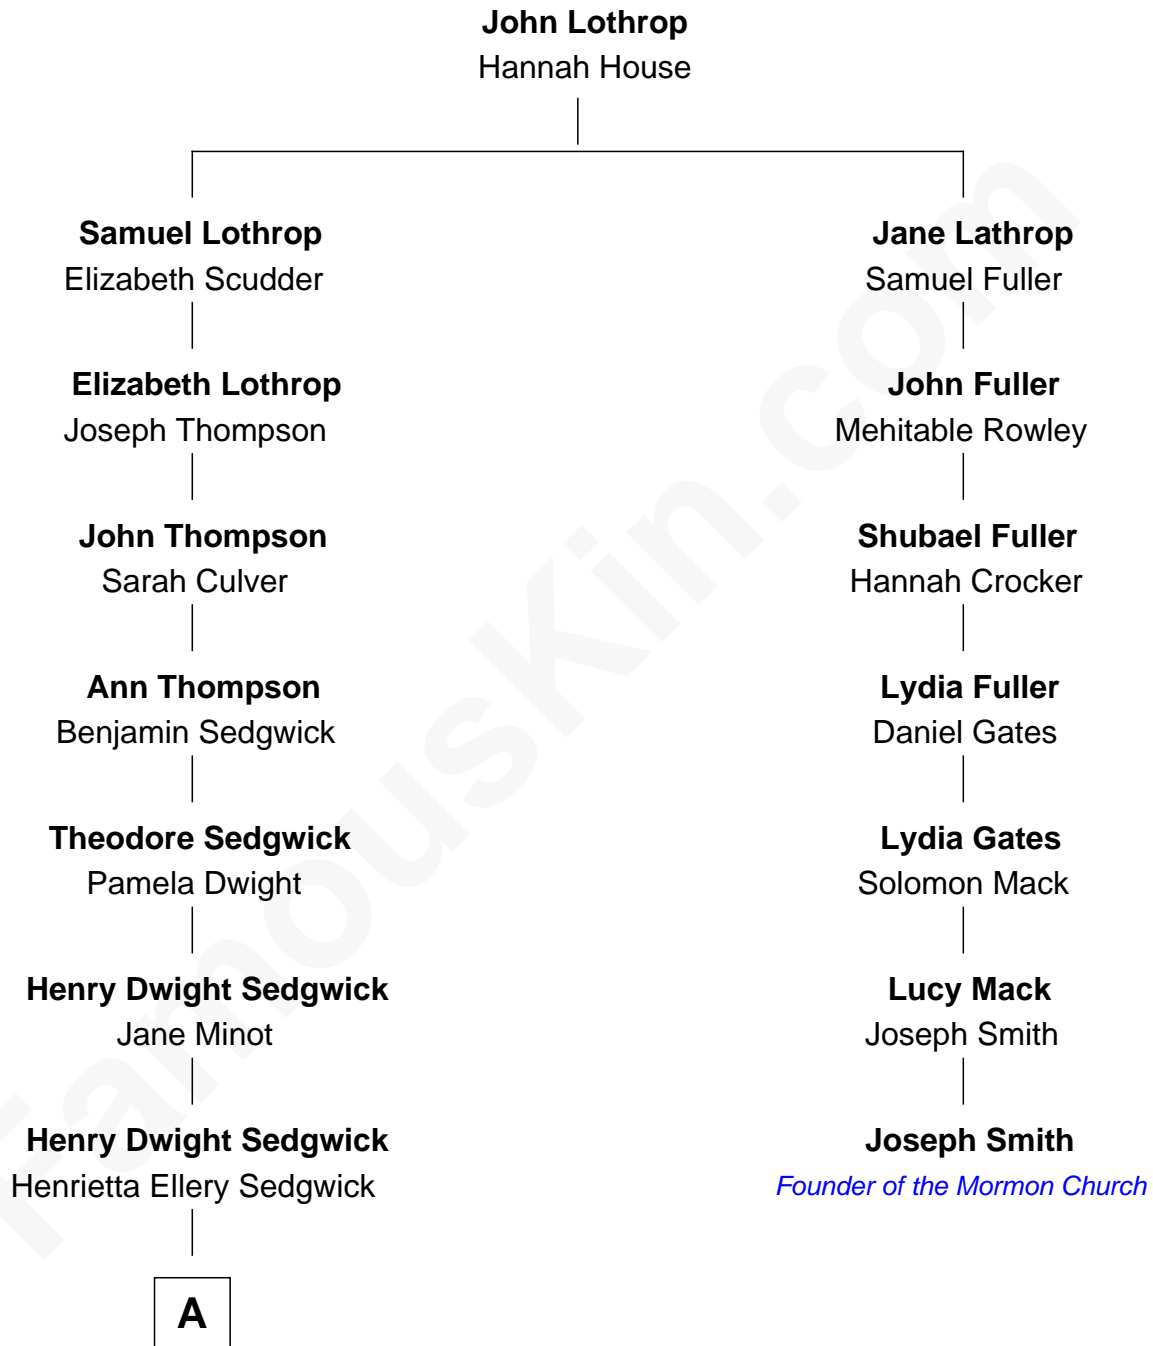 John Lothrop
Hannah House
Samuel Lothrop
Elizabeth Scudder
Elizabeth Lothrop
Joseph Thompson
John Thompson
Sarah Culver
Ann Thompson
Benjamin Sedgwick
Theodore Sedgwick
Pamela Dwight
Henry Dwight Sedgwick
Jane Minot
Henry Dwight Sedgwick
Henrietta Ellery Sedgwick
A
Jane Lathrop
Samuel Fuller
John Fuller
Mehitable Rowley
Shubael Fuller
Hannah Crocker
Lydia Fuller
Daniel Gates
Lydia Gates
Solomon Mack
Lucy Mack
Joseph Smith
Joseph Smith
Founder of the Mormon Church
FamousKin.com